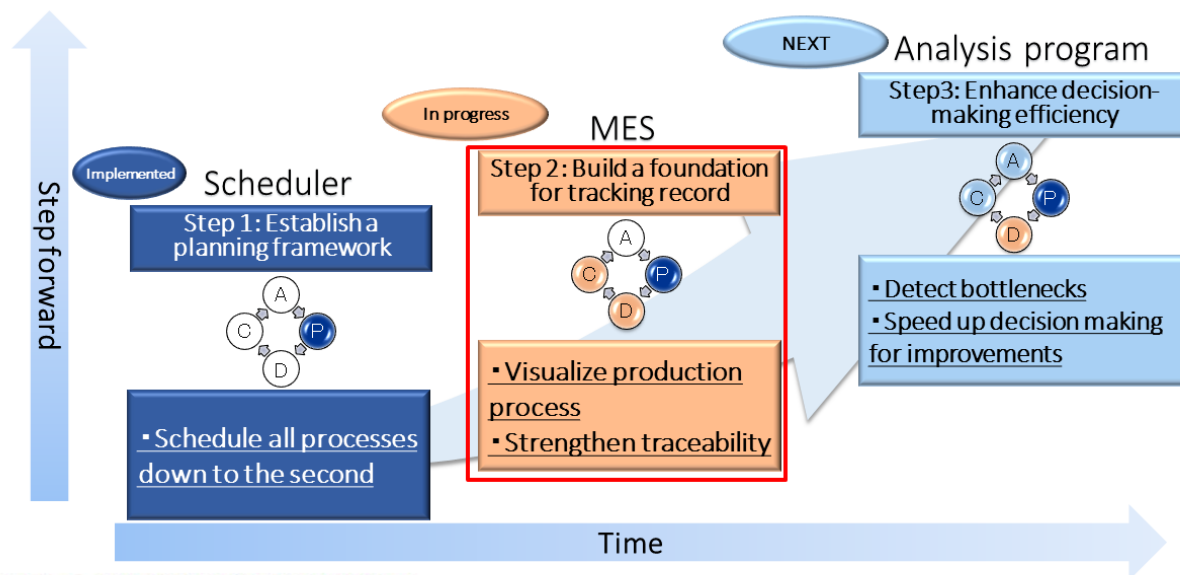 Step forward
Implemented
Scheduler
Step 1: Establish a
planning framework
A
C
P
D
・Schedule all processes
down to the second
In progress
MES
Step 2: Build a foundation
for tracking record
A
C
P
D
・Visualize production
process
・Strengthen traceability
NEXT
Analysis program
Step3: Enhance decision-
making efficiency
A
C
P
D
・Detect bottlenecks
・Speed up decision making
for improvements
Time